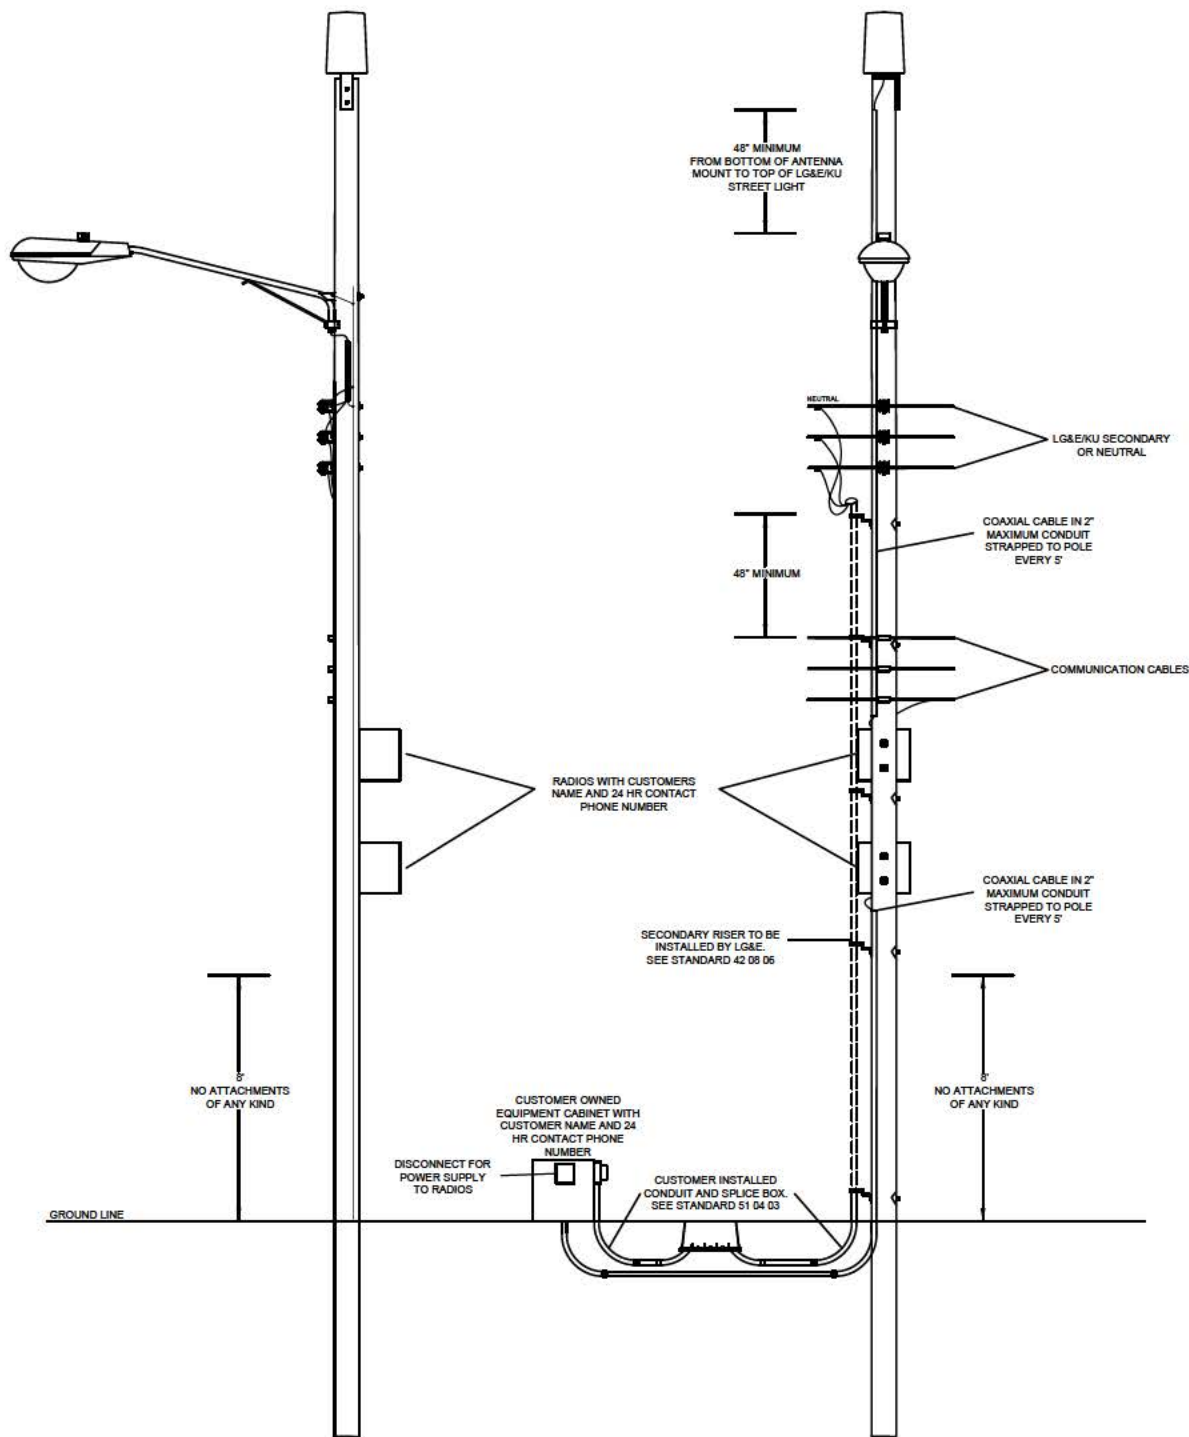 48" MINIMUM
FROM BOTTOM OF ANTENNA
MOUNT TO TOP OF LG&E/KU
STREET LIGHT
NEUTRAL
LG&E/KU SECONDARY
OR NEUTRAL
COAXIAL CABLE IN 2"
MAXIMUM CONDUIT
STRAPPED TO POLE
EVERY 5'
48" MINIMUM
COMMUNICATION CABLES
RADIOS WITH CUSTOMERS
NAME AND 24 HR CONTACT
PHONE NUMBER
COAXIAL CABLE IN 2"
MAXIMUM CONDUIT
STRAPPED TO POLE
EVERY 5'
SECONDARY RISER TO BE
INSTALLED BY LG&E.
SEE STANDARD 42 08 06
8'
NO ATTACHMENTS
OF ANY KIND
8'
NO ATTACHMENTS
OF ANY KIND
CUSTOMER OWNED
EQUIPMENT CABINET WITH
CUSTOMER NAME AND 24
HR CONTACT PHONE
NUMBER
DISCONNECT FOR
POWER SUPPLY
TO RADIOS
CUSTOMER INSTALLED
CONDUIT AND SPLICE BOX.
SEE STANDARD 51 04 03
GROUND LINE